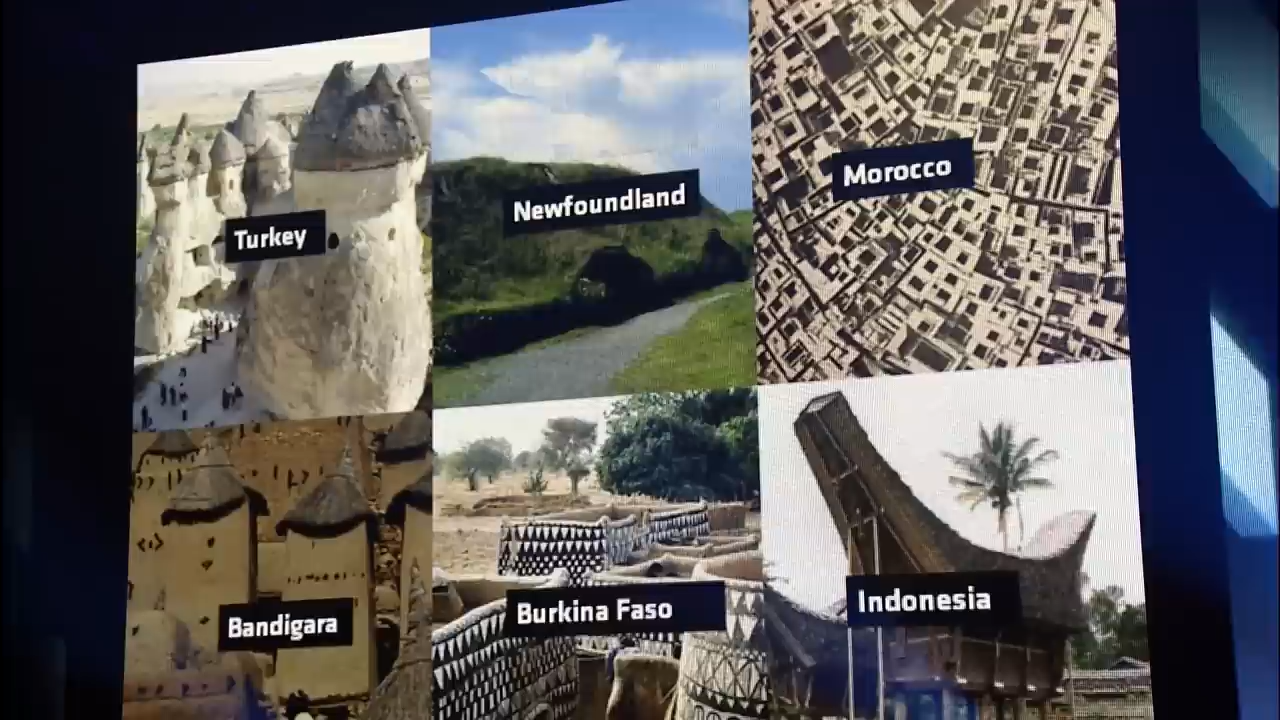 Turkey
Newfoundland
Morocco
Bandigara
Burkina Faso
Indonesia